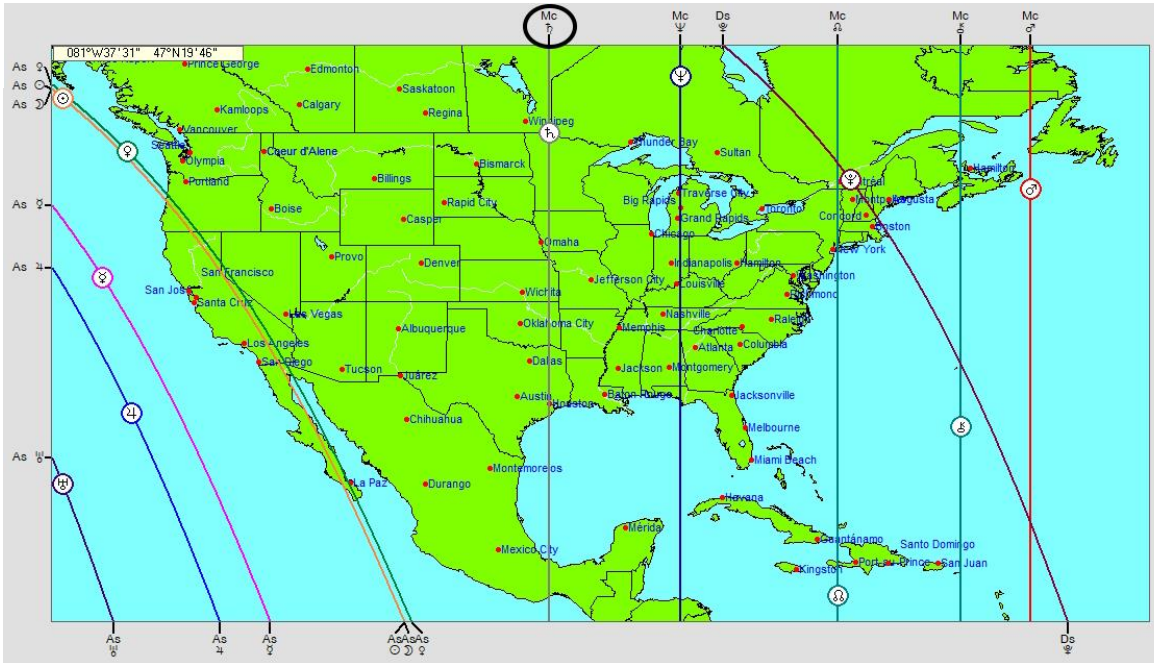 Mc Mc Ds Mc Mc Mc
♄ ♆ ♇ ☊ ⚷ ♂
081°W37'31" 47°N19'46"
Prince George
As ♀
Edmonton
As ☉
Saskatoon
As ☽
Calgary
Kamloops
Regina
Winnipeg
Vancouver
Thunder Bay
Seattle
Coeur d'Alene
Sultan
Olympia
Bismarck
Hamilton
Portland
Billings
Traverse City
As ☿
Boise
Rapid City
Big Rapids
Augusta
Casper
Grand Rapids
Toronto
Concord
Boston
Chicago
Omaha
New York
Provo
Denver
Indianapolis
Hamilton
As ♃
San Francisco
Jefferson City
Washington
Louisville
San José
Wichita
Richmond
Santa Cruz
Las Vegas
Nashville
Raleigh
Albuquerque
Oklahoma City
Memphis
Charlotte
Los Angeles
Atlanta
Columbia
San Diego
Dallas
Tucson
Juárez
Jackson
Montgomery
Austin
Baton Rouge
Jacksonville
Houston
Chihuahua
Melbourne
As ♅
Miami Beach
Montemorelos
La Paz
Durango
Havana
Mérida
Guantánamo
Santo Domingo
Mexico City
Kingston
Port-au-Prince
San Juan
As As As As As As Ds
♅ ♃ ☿ ☉ ☽ ♀ ♇